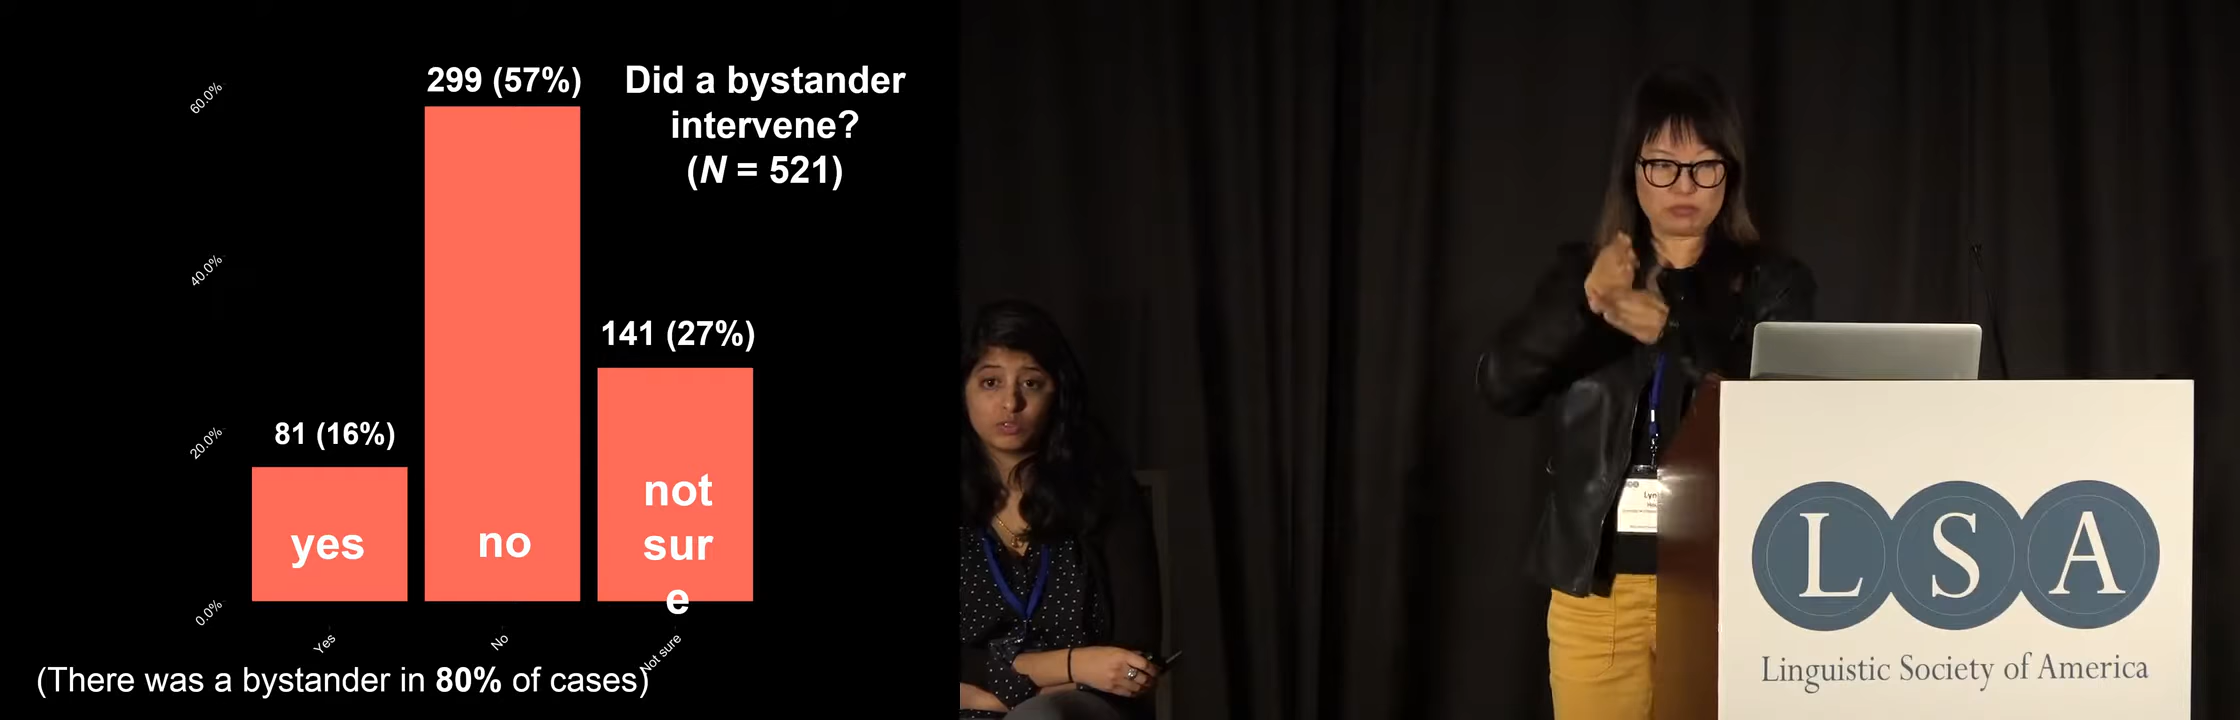 60.0%
40.0%
20.0%
0.0%
299 (57%)
141 (27%)
81 (16%)
Did a bystander
intervene?
(N = 521)
yes
no
not
sur
e
Yes
No
Not sure
(There was a bystander in 80% of cases)
L S A
Linguistic Society of America